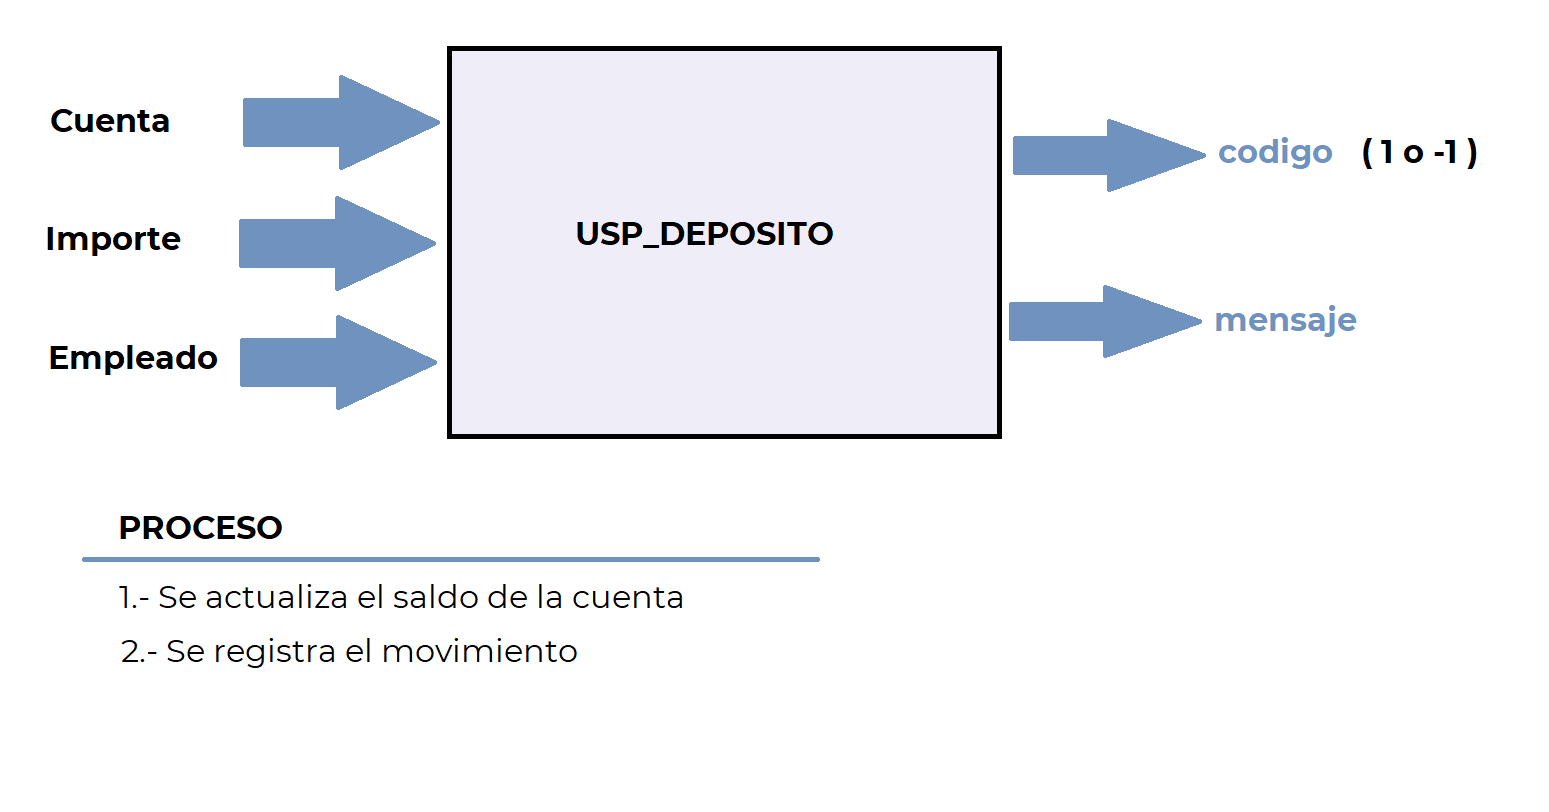 Cuenta
Importe
Empleado
USP_DEPOSITO
codigo ( 1 o -1 )
mensaje
PROCESO
1.- Se actualiza el saldo de la cuenta
2.- Se registra el movimiento